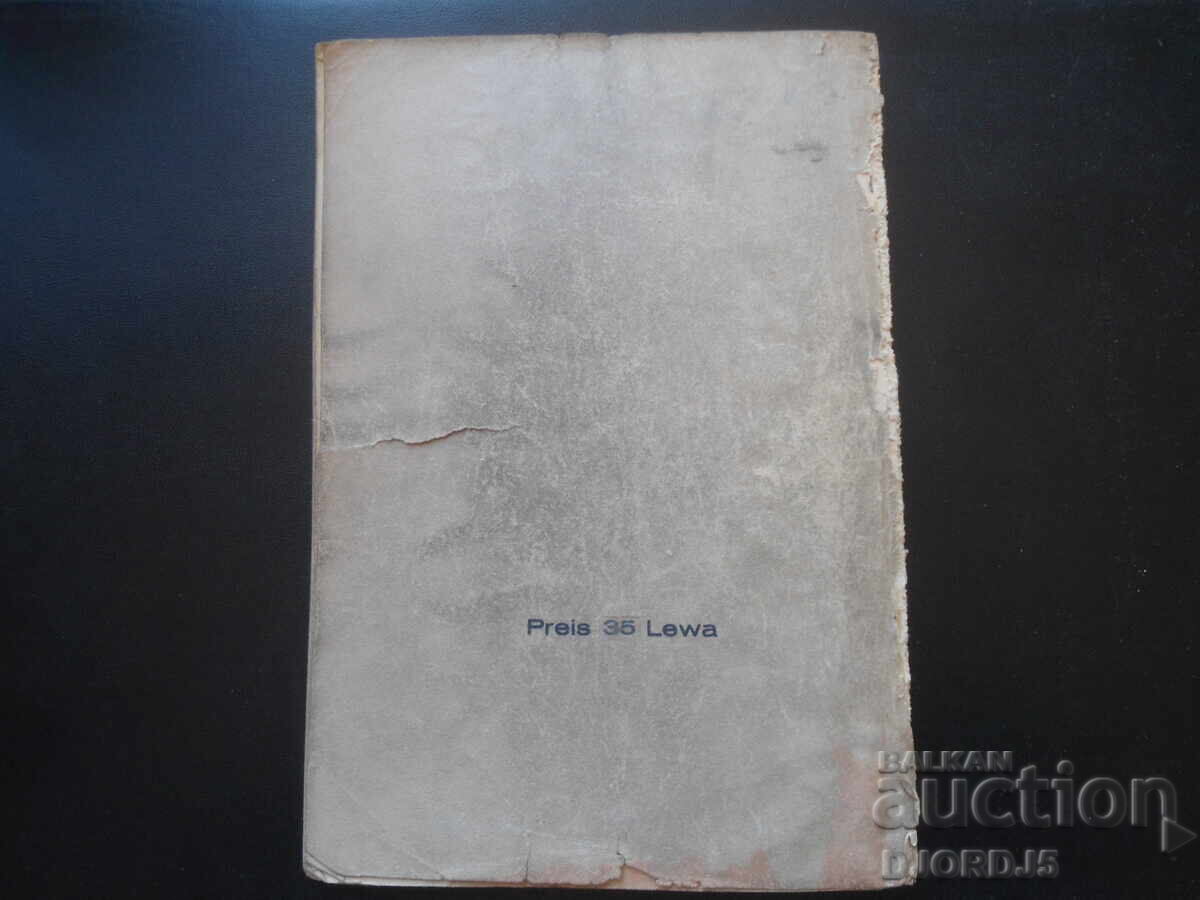 Preis 35 Lewa
BALKAN
auction
DJORDJ5